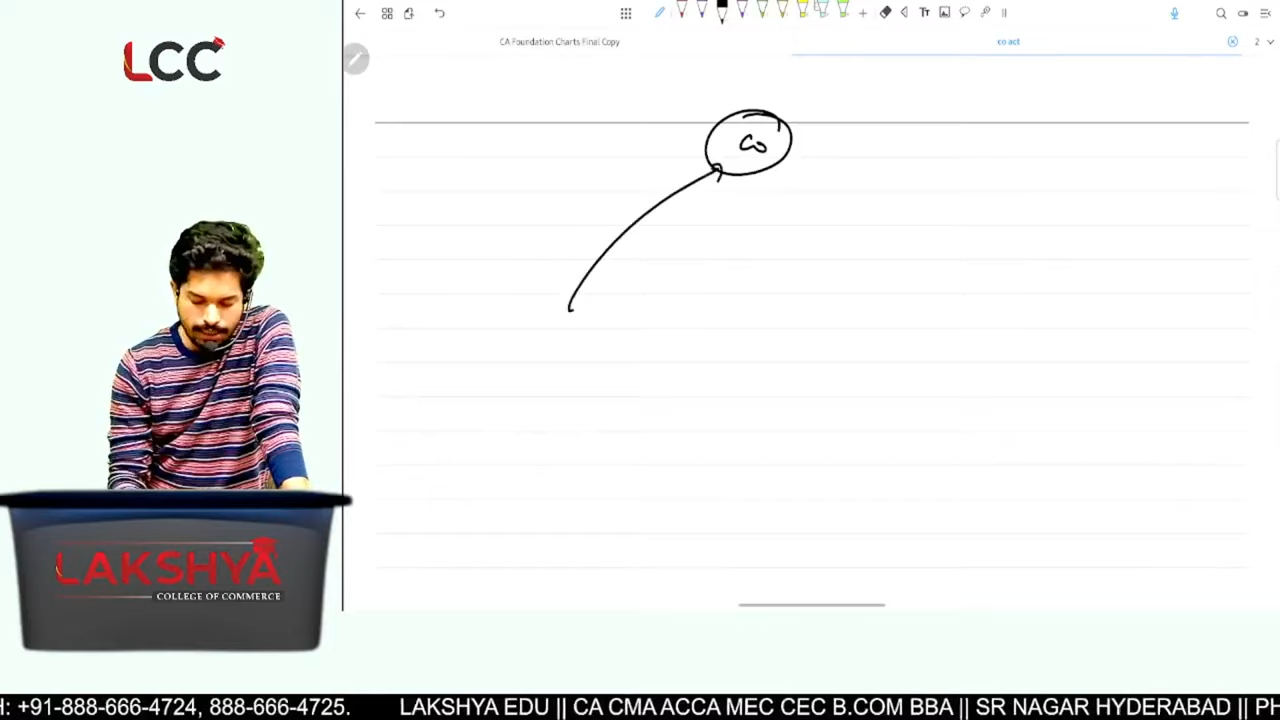 LCC
Tr
CA Foundation Charts Final Copy
co act
2
Co
LAKSHYA
COLLEGE OF COMMERCE
H: +91-888-666-4724, 888-666-4725. LAKSHYA EDU || CA CMA ACCA MEC CEC B.COM BBA || SR NAGAR HYDERABAD || PH